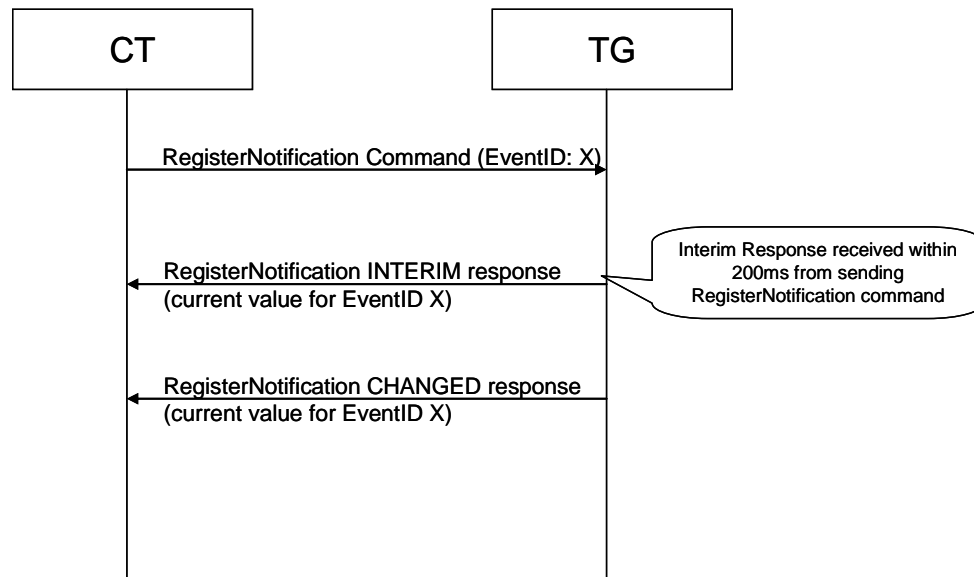 CT
TG
RegisterNotification Command (EventID: X)
Interim Response received within
200ms from sending
RegisterNotification command
RegisterNotification INTERIM response
(current value for EventID X)
RegisterNotification CHANGED response
(current value for EventID X)